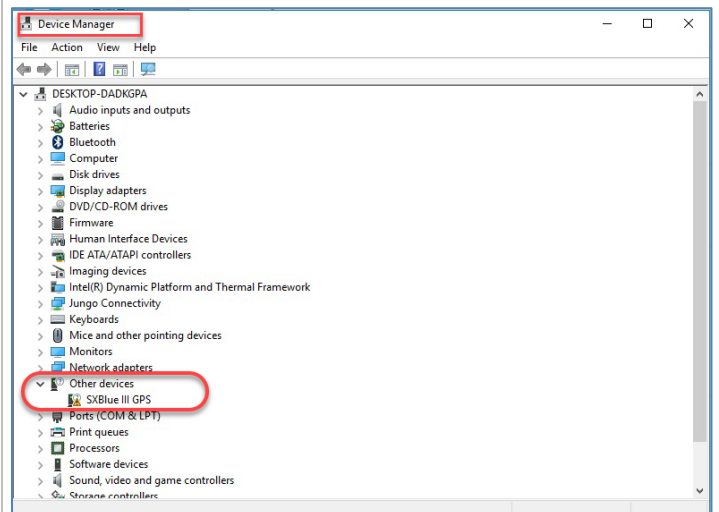 Device Manager
File Action View Help
DESKTOP-DADKGPA
Audio inputs and outputs
Batteries
Bluetooth
Computer
Disk drives
Display adapters
DVD/CD-ROM drives
Firmware
Human Interface Devices
IDE ATA/ATAPI controllers
Imaging devices
Intel(R) Dynamic Platform and Thermal Framework
Jungo Connectivity
Keyboards
Mice and other pointing devices
Monitors
Network adapters
Other devices
SXBlue III GPS
Ports (COM & LPT)
Print queues
Processors
Software devices
Sound, video and game controllers
Storage controllers